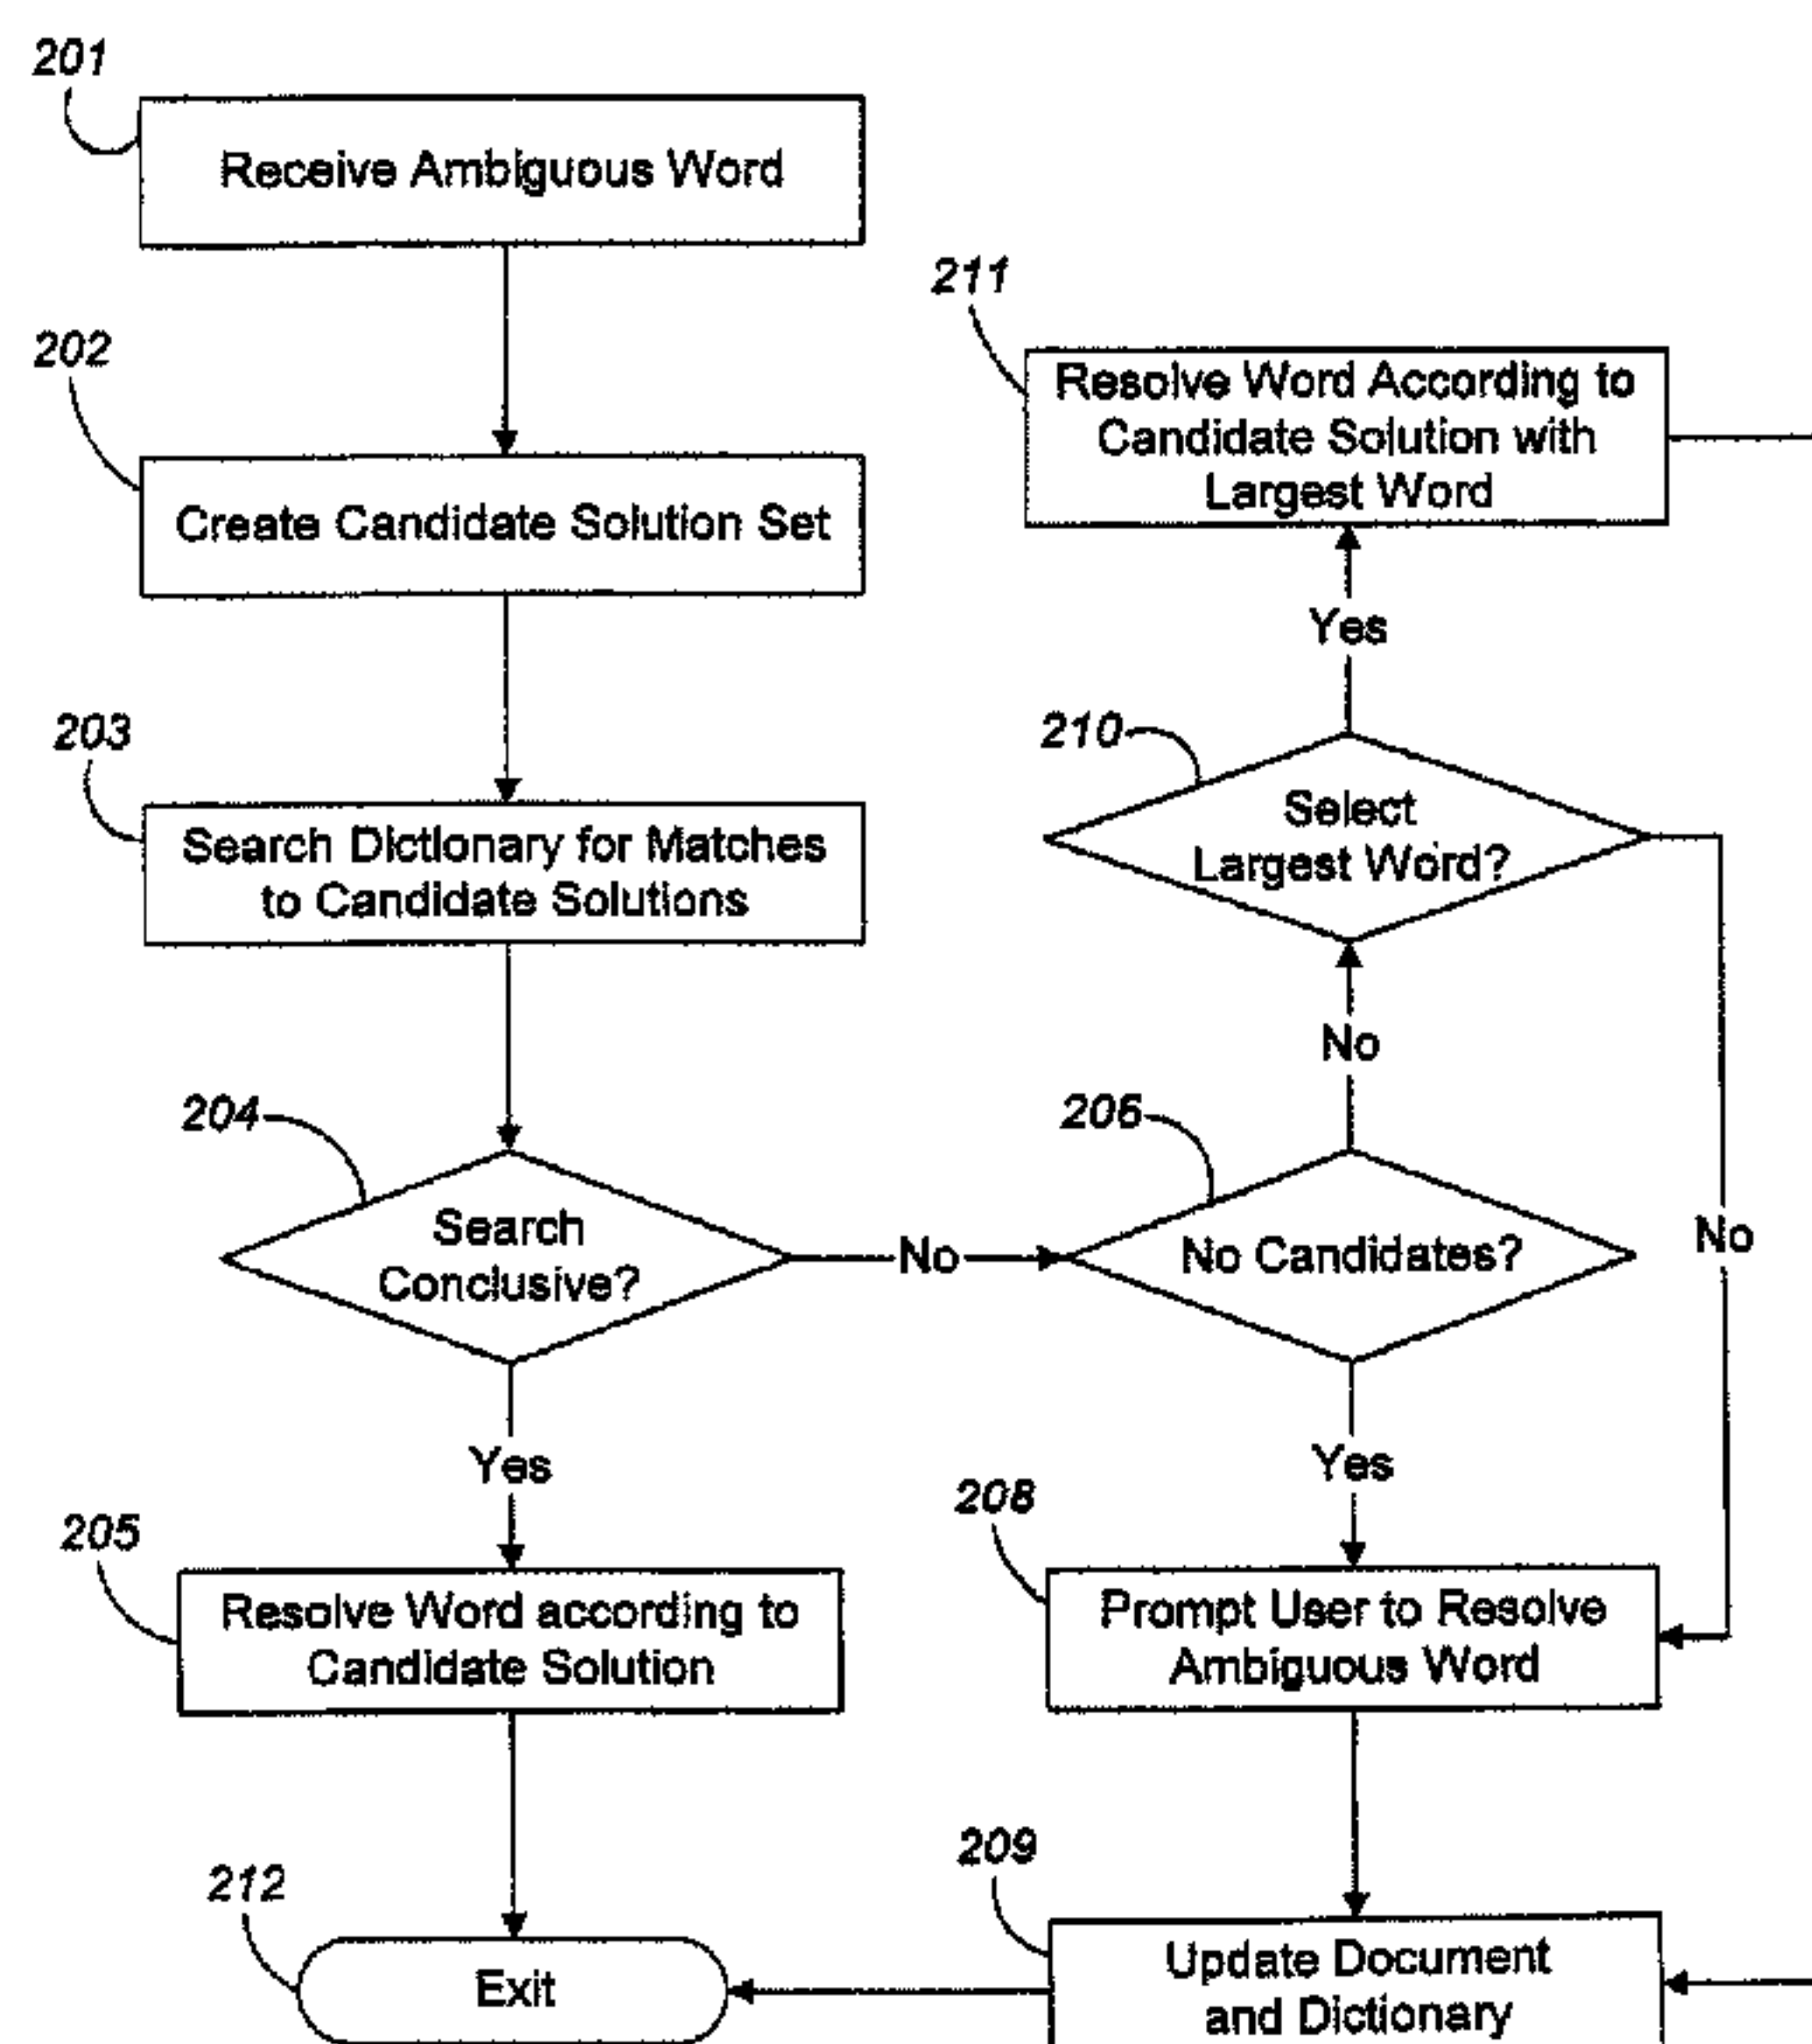 201
Receive Ambiguous Word
202
Create Candidate Solution Set
203
Search Dictionary for Matches
to Candidate Solutions
204
Search
Conclusive?
No
Yes
205
Resolve Word according to
Candidate Solution
212
Exit
211
Resolve Word According to
Candidate Solution with
Largest Word
Yes
210
Select
Largest Word?
No
No
206
No Candidates?
Yes
208
Prompt User to Resolve
Ambiguous Word
209
Update Document
and Dictionary